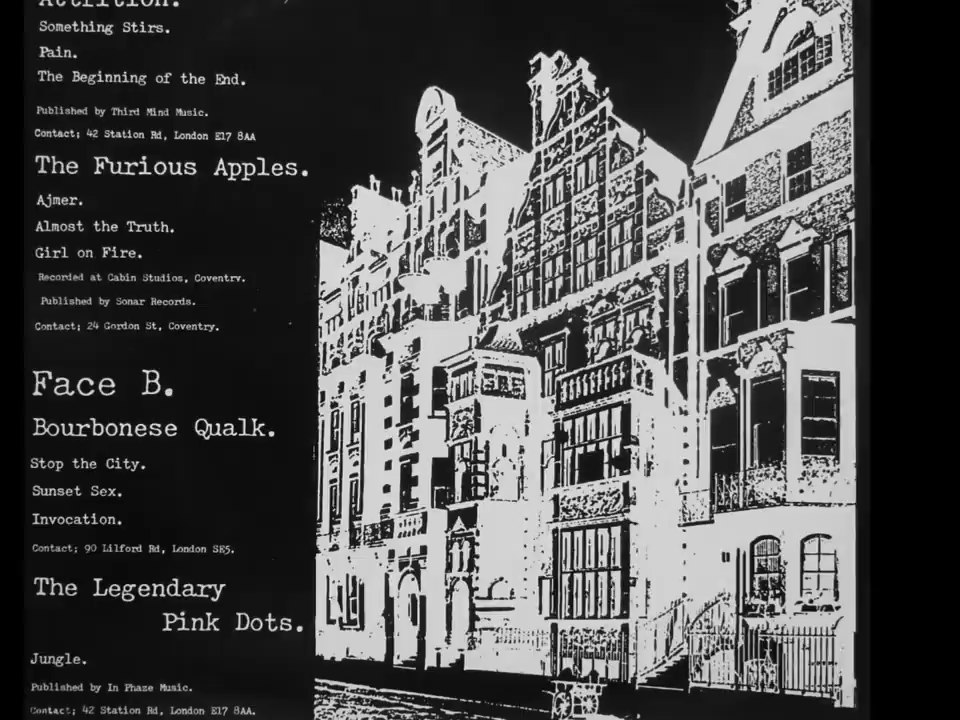 Attrition.
Something Stirs.
Pain.
The Beginning of the End.
Published by Third Mind Music.
Contact; 42 Station Rd, London E17 8AA
The Furious Apples.
Ajmer.
Almost the Truth.
Girl on Fire.
Recorded at Cabin Studios, Coventry.
Published by Sonar Records.
Contact; 24 Gordon St, Coventry.
Face B.
Bourbonese Qualk.
Stop the City.
Sunset Sex.
Invocation.
Contact; 90 Lilford Rd, London SE5.
The Legendary
Pink Dots.
Jungle.
Published by In Phaze Music.
Contact; 42 Station Rd, London E17 8AA.